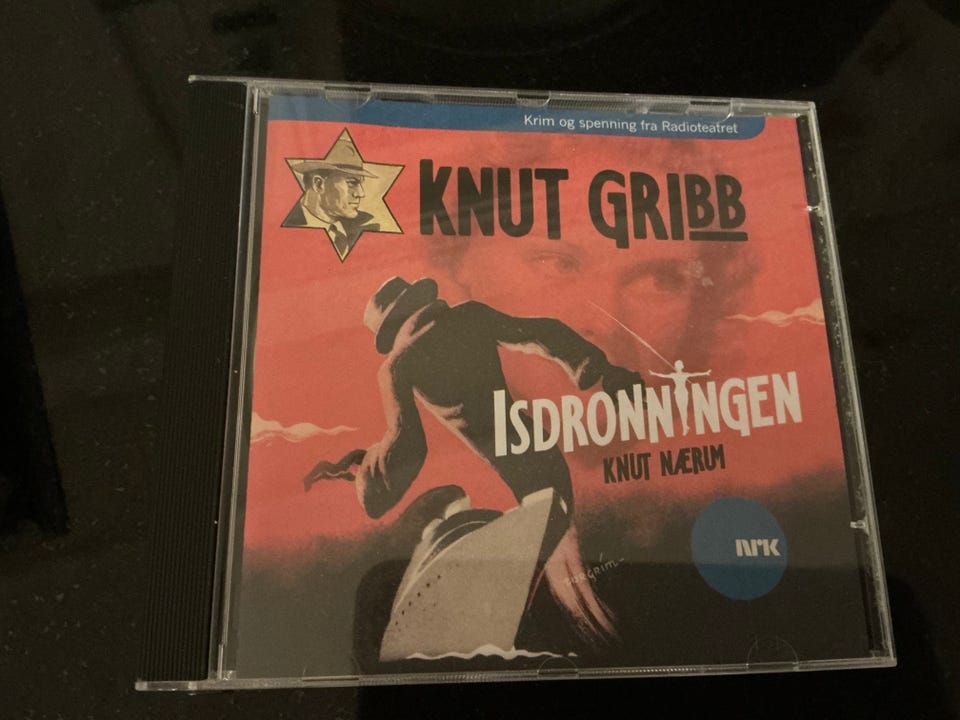 Krim og spenning fra Radioteatret
KNUT GRIBB
ISDRONNINGEN
KNUT NÆRUM
NRK